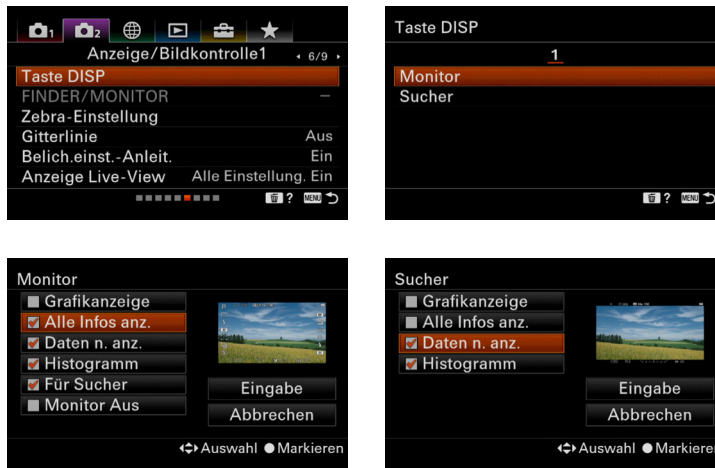 1 2
Anzeige/Bildkontrolle1 6/9
Taste DISP
FINDER/MONITOR –
Zebra-Einstellung
Gitterlinie Aus
Belich.einst.-Anleit. Ein
Anzeige Live-View Alle Einstellung. Ein
? MENU
Taste DISP
1
Monitor
Sucher
? MENU
Monitor
Grafikanzeige
Alle Infos anz.
Daten n. anz.
Histogramm
Für Sucher
Monitor Aus
Eingabe
Abbrechen
Auswahl Markieren
Sucher
Grafikanzeige
Alle Infos anz.
Daten n. anz.
Histogramm
Eingabe
Abbrechen
Auswahl Markieren